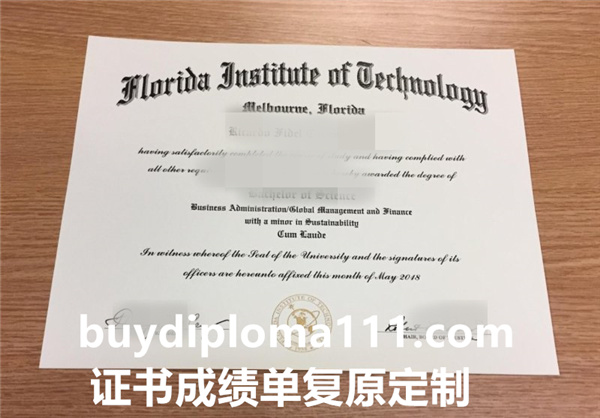 Florida Institute of Technology
Melbourne, Florida
having satisfactorily and having complied with
all other awarded the degree of
Bachelor of Science
Business Administration/Global Management and Finance
with a minor in Sustainability
Cum Laude
In witness whereof the Seal of the University and the signatures of its
officers are hereunto affixed this month of May 2018
buydiploma111.com
证书成绩单复原定制